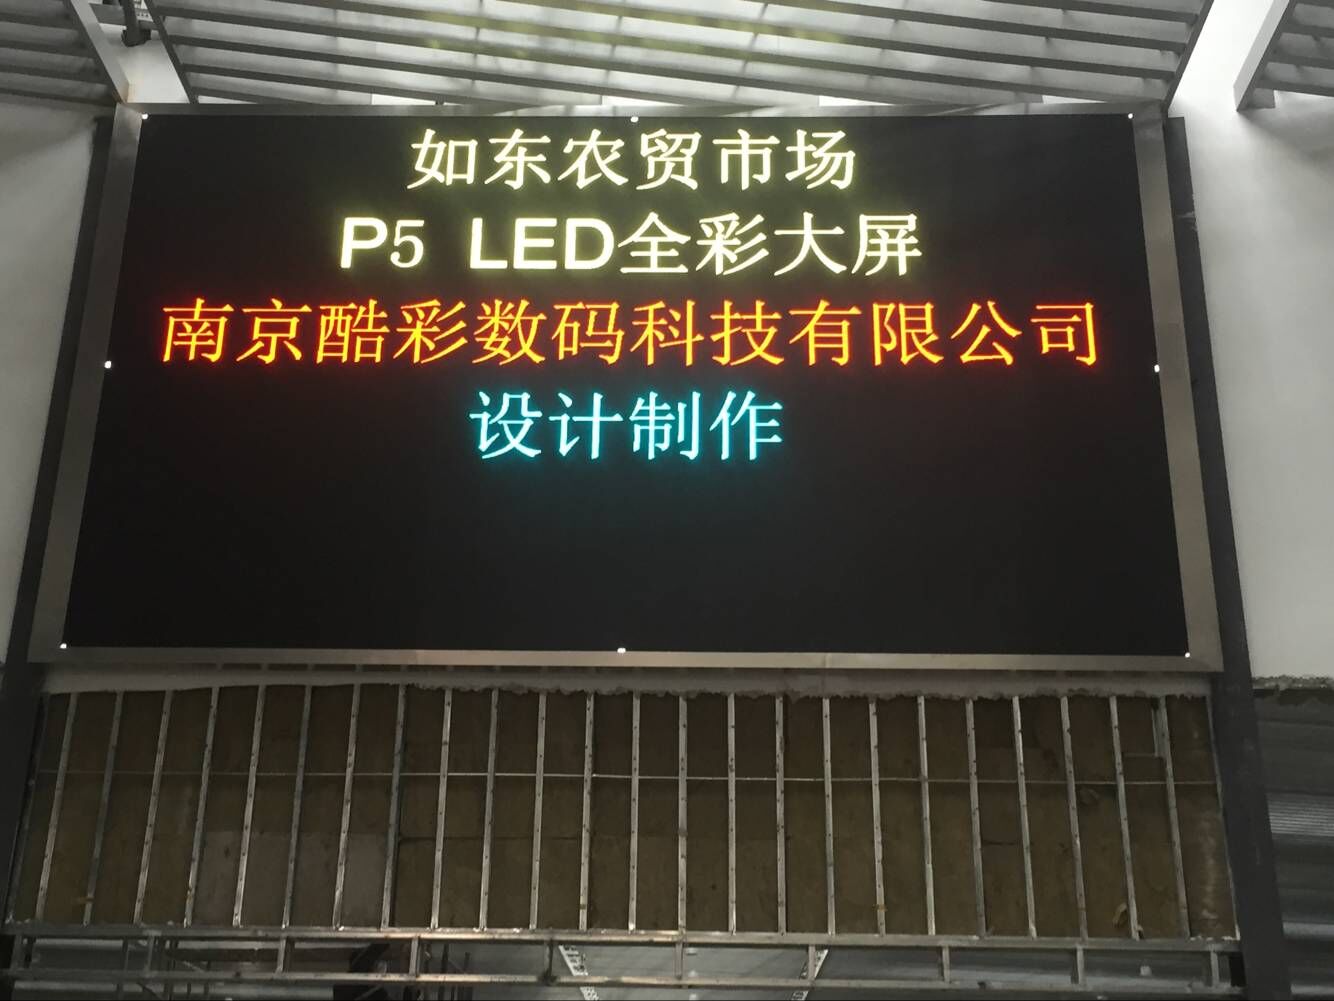 如东农贸市场
P5 LED全彩大屏
南京酷彩数码科技有限公司
设计制作